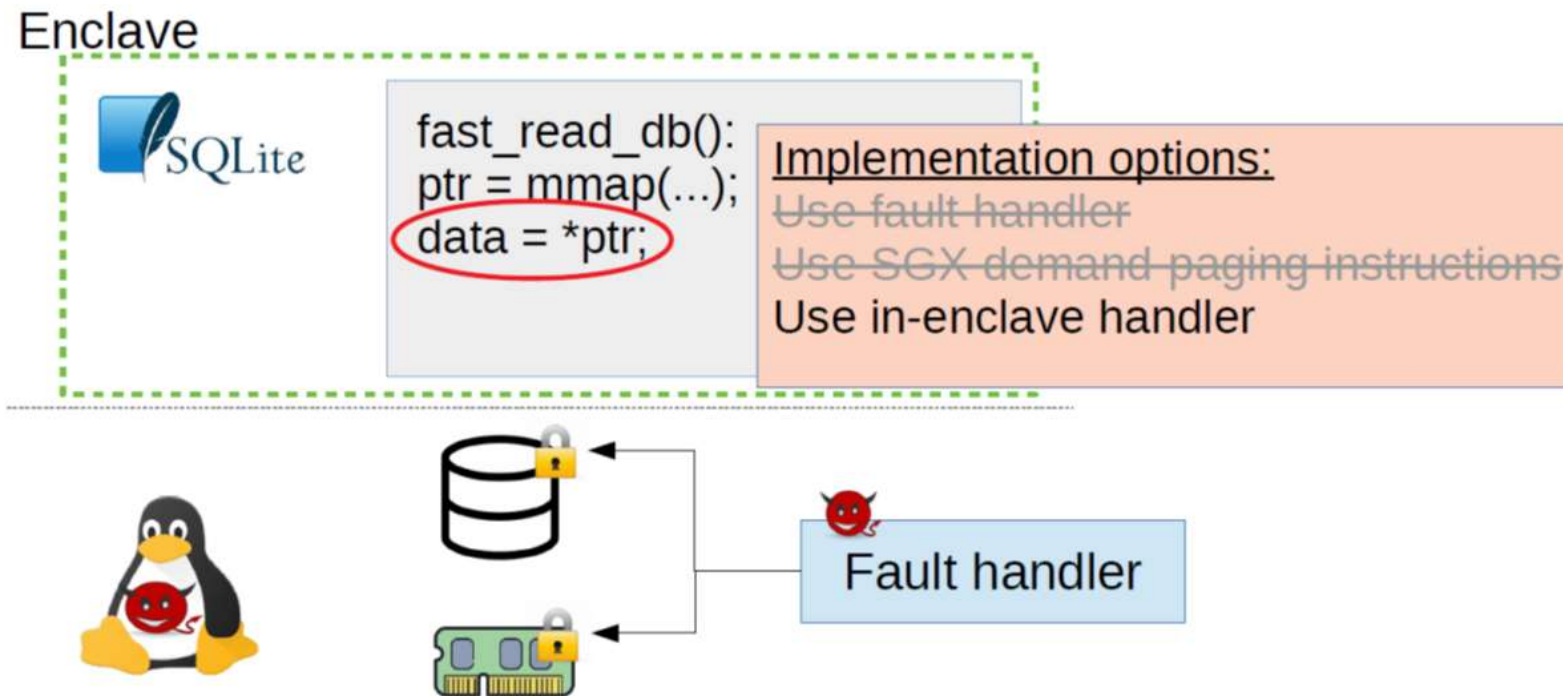 Enclave
SQLite
fast_read_db():
ptr = mmap(...);
data = *ptr;
Implementation options:
Use fault handler
Use SGX demand paging instructions
Use in-enclave handler
Fault handler